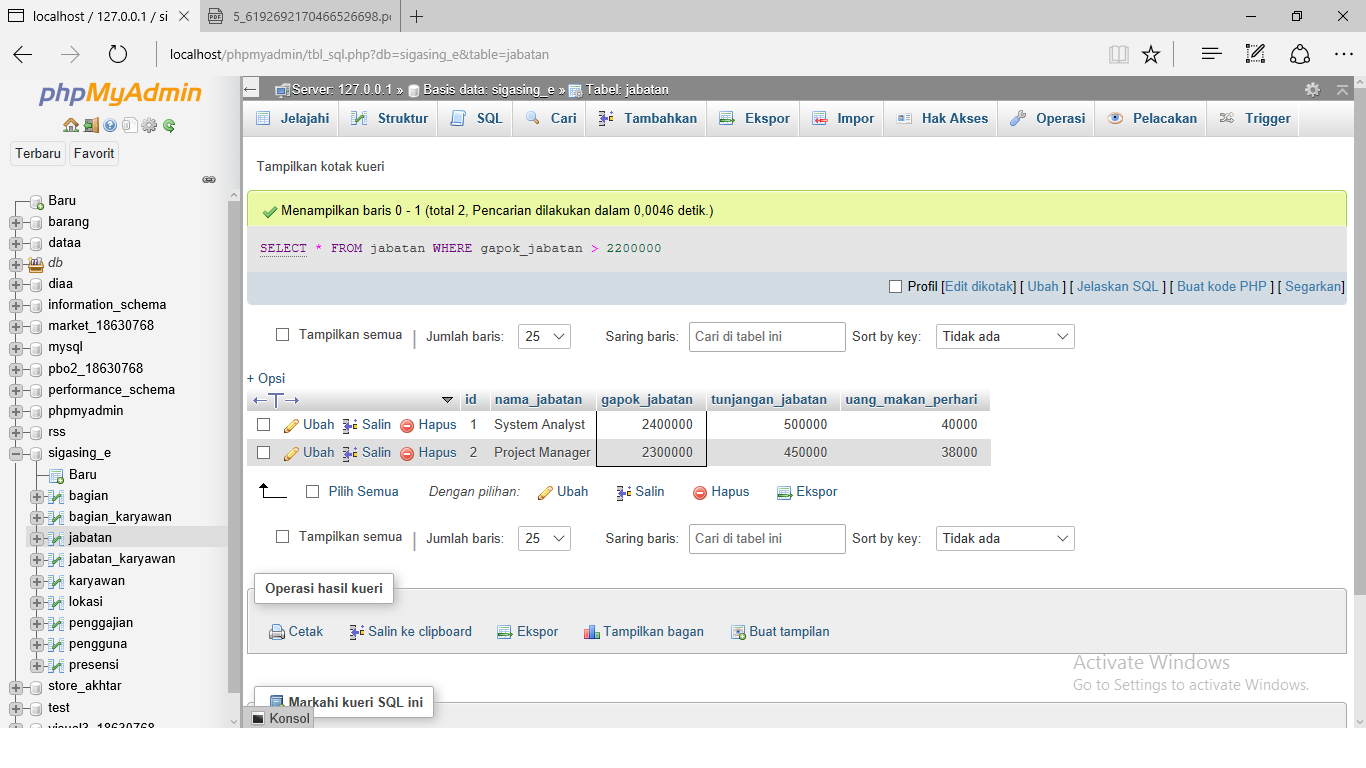 localhost / 127.0.0.1 / si
5_6192692170466526698.p
localhost/phpmyadmin/tbl_sql.php?db=sigasing_e&table=jabatan
phpMyAdmin
Terbaru Favorit
Baru
barang
dataa
db
diaa
information_schema
market_18630768
mysql
pbo2_18630768
performance_schema
phpmyadmin
rss
sigasing_e
Baru
bagian
bagian_karyawan
jabatan
jabatan_karyawan
karyawan
lokasi
penggajian
pengguna
presensi
store_akhtar
test
visual3_18630768
Server: 127.0.0.1 » Basis data: sigasing_e » Tabel: jabatan
Jelajahi Struktur SQL Cari Tambahkan Ekspor Impor Hak Akses Operasi Pelacakan Trigger
Tampilkan kotak kueri
Menampilkan baris 0 - 1 (total 2, Pencarian dilakukan dalam 0,0046 detik.)
SELECT * FROM jabatan WHERE gapok_jabatan > 2200000
Profil [Edit dikotak] [ Ubah ] [ Jelaskan SQL ] [ Buat kode PHP ] [ Segarkan]
Tampilkan semua | Jumlah baris: 25 Saring baris: Cari di tabel ini Sort by key: Tidak ada
+ Opsi
←T→ id nama_jabatan gapok_jabatan tunjangan_jabatan uang_makan_perhari
Ubah Salin Hapus 1 System Analyst 2400000 500000 40000
Ubah Salin Hapus 2 Project Manager 2300000 450000 38000
Pilih Semua Dengan pilihan: Ubah Salin Hapus Ekspor
Tampilkan semua | Jumlah baris: 25 Saring baris: Cari di tabel ini Sort by key: Tidak ada
Operasi hasil kueri
Cetak Salin ke clipboard Ekspor Tampilkan bagan Buat tampilan
Activate Windows
Go to Settings to activate Windows.
Markahi kueri SQL ini
Konsol